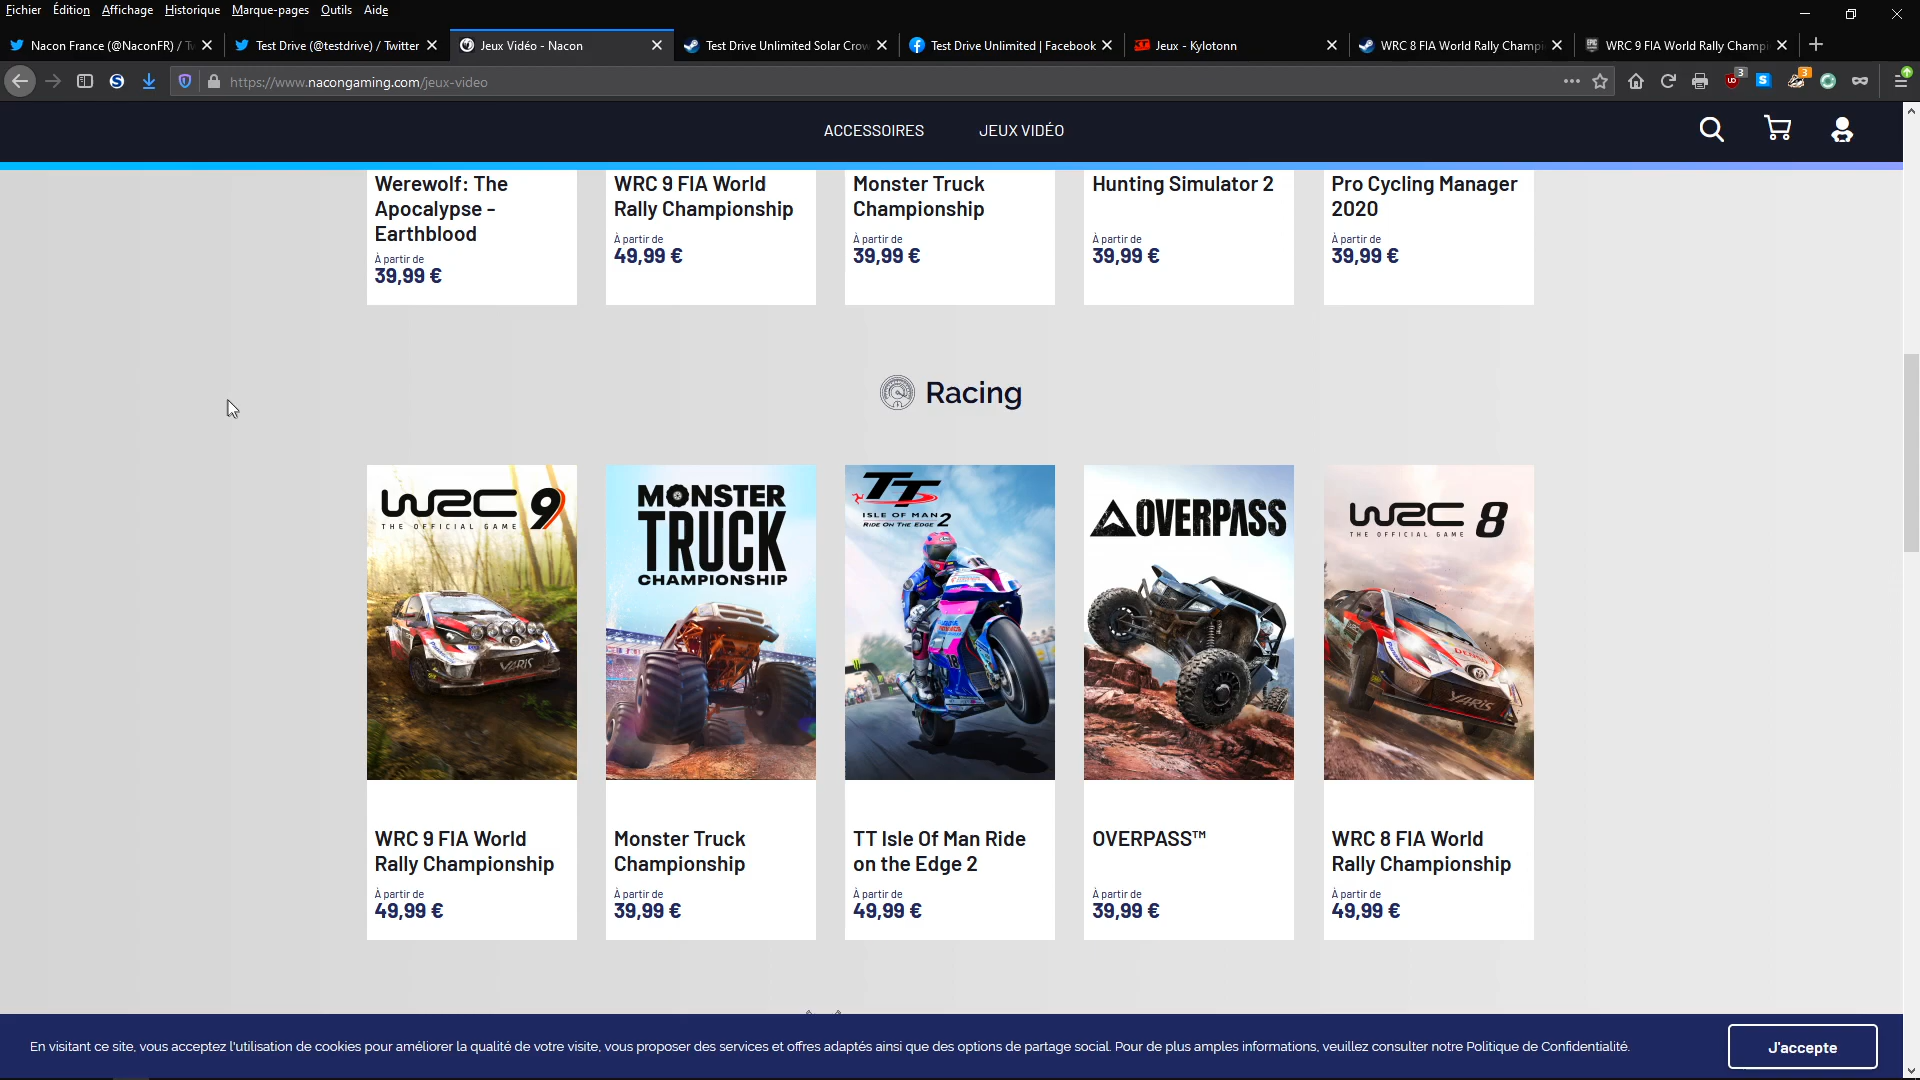 Fichier Édition Affichage Historique Marque-pages Outils Aide
Nacon France (@NaconFR) / Tw
Test Drive (@testdrive) / Twitter
Jeux Vidéo - Nacon
Test Drive Unlimited Solar Crow
Test Drive Unlimited | Facebook
Jeux - Kylotonn
WRC 8 FIA World Rally Champi
WRC 9 FIA World Rally Champi
https://www.nacongaming.com/jeux-video
3
3
ACCESSOIRES JEUX VIDÉO
Werewolf: The
Apocalypse -
Earthblood
À partir de
39,99 €
WRC 9 FIA World
Rally Championship
À partir de
49,99 €
Monster Truck
Championship
À partir de
39,99 €
Hunting Simulator 2
À partir de
39,99 €
Pro Cycling Manager
2020
À partir de
39,99 €
Racing
WRC 9
THE OFFICIAL GAME
YARIS
MONSTER
TRUCK
CHAMPIONSHIP
TT
ISLE OF MAN
RIDE ON THE EDGE 2
OVERPASS
WRC 8
THE OFFICIAL GAME
DENSO
YARIS
WRC 9 FIA World
Rally Championship
À partir de
49,99 €
Monster Truck
Championship
À partir de
39,99 €
TT Isle Of Man Ride
on the Edge 2
À partir de
49,99 €
OVERPASS™
À partir de
39,99 €
WRC 8 FIA World
Rally Championship
À partir de
49,99 €
En visitant ce site, vous acceptez l'utilisation de cookies pour améliorer la qualité de votre visite, vous proposer des services et offres adaptés ainsi que des options de partage social. Pour de plus amples informations, veuillez consulter notre Politique de Confidentialité.
J'accepte